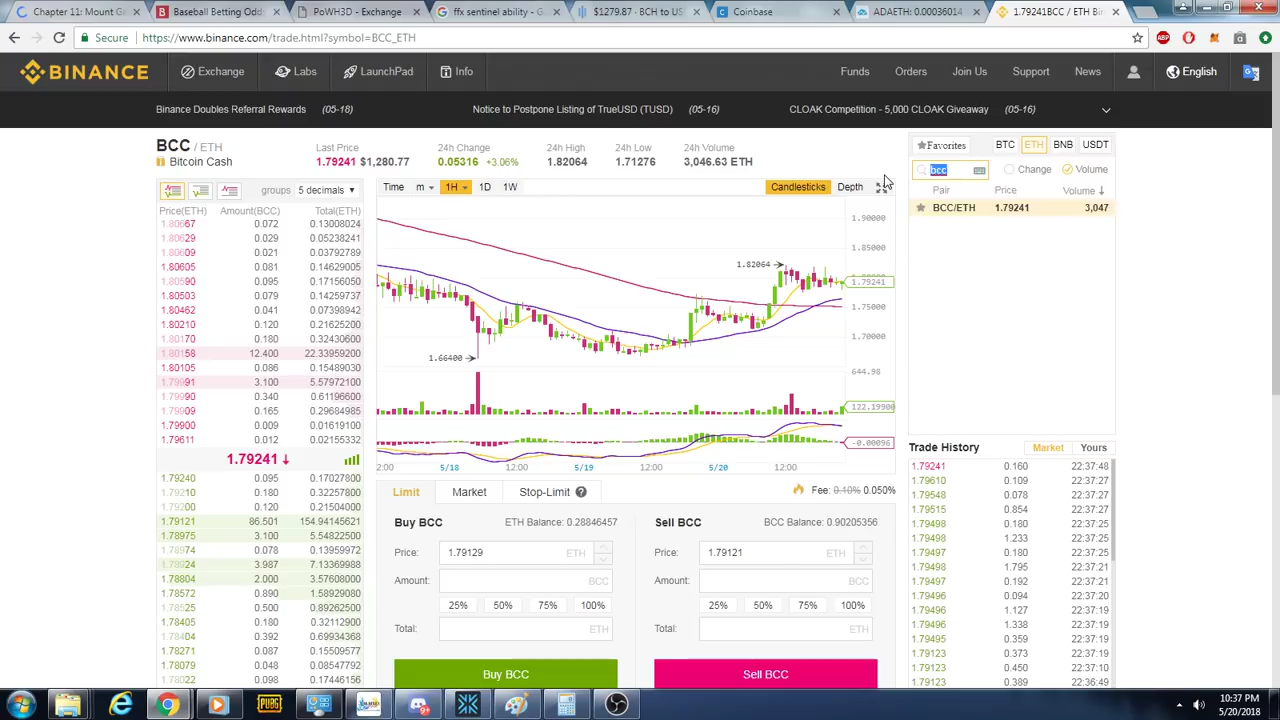 Chapter 11: Mount Ga
Baseball Betting Odd
PoWH3D - Exchange
ffx sentinel ability - G
$1279.87 - BCH to US
Coinbase
ADAETH: 0.00036014
1.79241BCC / ETH Bin
Secure
https://www.binance.com/trade.html?symbol=BCC_ETH
BINANCE
Exchange
Labs
LaunchPad
Info
Funds
Orders
Join Us
Support
News
English
Binance Doubles Referral Rewards (05-18)
Notice to Postpone Listing of TrueUSD (TUSD) (05-16)
CLOAK Competition - 5,000 CLOAK Giveaway (05-16)
BCC / ETH
Bitcoin Cash
Last Price
1.79241 $1,280.77
24h Change
0.05316 +3.06%
24h High
1.82064
24h Low
1.71276
24h Volume
3,046.63 ETH
groups 5 decimals
Price(ETH) Amount(BCC) Total(ETH)
1.80667 0.072 0.13008024
1.80629 0.029 0.05238241
1.80609 0.021 0.03792789
1.80605 0.081 0.14629005
1.80590 0.095 0.17156050
1.80503 0.079 0.14259737
1.80462 0.041 0.07398942
1.80210 0.120 0.21625200
1.80170 0.068 0.12251560
1.80158 12.400 22.33959200
1.80105 0.086 0.15489030
1.79991 3.100 5.57972100
1.79990 0.340 0.61196600
1.79909 0.165 0.29684985
1.79900 0.110 0.19789000
1.79611 0.012 0.02155332
1.79241
1.79240 0.095 0.17027800
1.79210 0.180 0.32257800
1.79200 0.120 0.21504000
1.79121 86.501 154.94145621
1.78975 3.100 5.54822500
1.78974 0.078 0.13959972
1.78924 3.987 7.13369988
1.78804 2.000 3.57608000
1.78572 0.890 1.58929080
1.78525 0.500 0.89262500
1.78405 0.180 0.32112900
1.78404 0.392 0.69934368
1.78271 0.087 0.15509577
1.78079 0.048 0.08547792
1.78022 0.098 0.17446156
Time m 1H 1D 1W
Candlesticks Depth
1.90000
1.85000
1.79241
1.75000
1.70000
644.98
122.19900
-0.00096
1.82064
1.66400
2:00 5/18 12:00 5/19 12:00 5/20 12:00
Limit Market Stop-Limit
Fee: 0.10% 0.050%
Buy BCC ETH Balance: 0.28846457
Price: 1.79129 ETH
Amount: BCC
25% 50% 75% 100%
Total: ETH
Buy BCC
Sell BCC BCC Balance: 0.90205356
Price: 1.79121 ETH
Amount: BCC
25% 50% 75% 100%
Total: ETH
Sell BCC
Favorites BTC ETH BNB USDT
bcc
Change Volume
Pair Price Volume
BCC/ETH 1.79241 3,047
Trade History Market Yours
1.79241 0.160 22:37:48
1.79610 0.109 22:37:27
1.79548 0.078 22:37:27
1.79515 0.854 22:37:27
1.79498 0.180 22:37:25
1.79498 1.233 22:37:25
1.79497 0.180 22:37:25
1.79498 1.795 22:37:21
1.79497 0.192 22:37:21
1.79496 0.094 22:37:20
1.79496 1.127 22:37:19
1.79496 1.338 22:37:19
1.79495 0.359 22:37:19
1.79123 0.373 22:37:19
1.79123 0.450 22:37:10
1.79123 0.389 22:36:49
PUBG
10:37 PM
5/20/2018